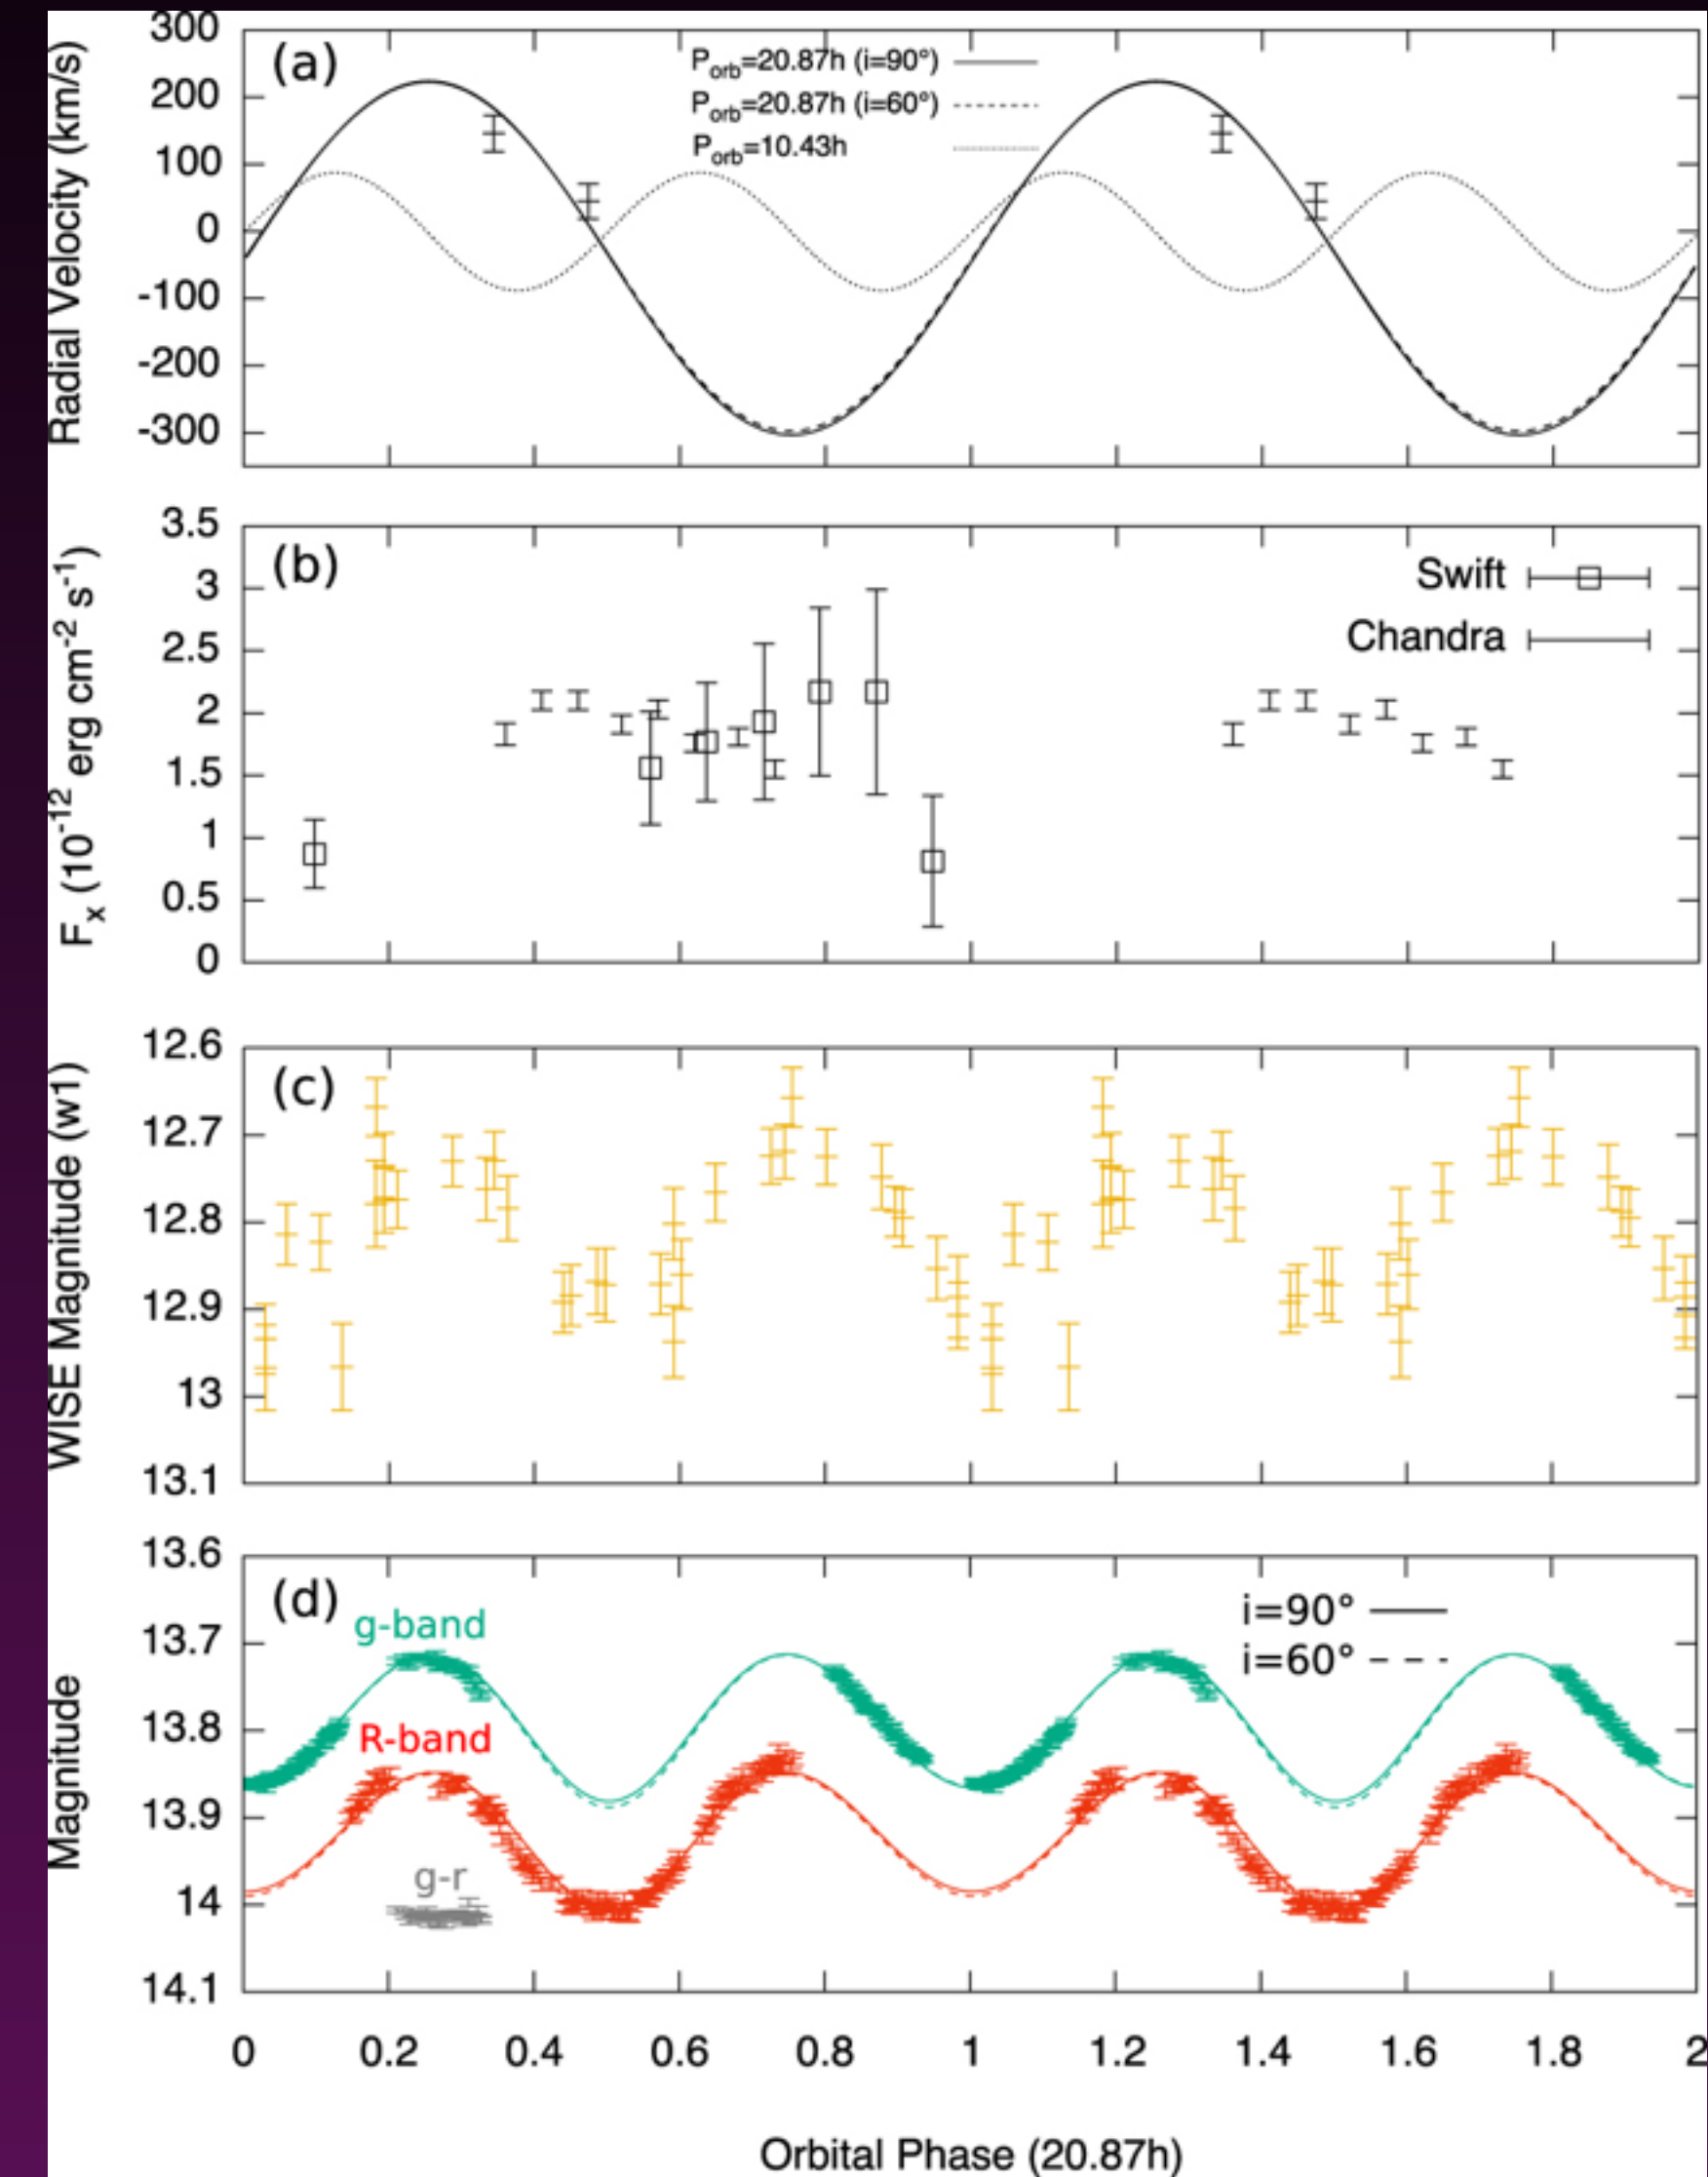 300
200
100
0
-100
-200
-300
Radial Velocity (km/s)
(a)
P_orb=20.87h (i=90°)
P_orb=20.87h (i=60°)
P_orb=10.43h
3.5
3
2.5
2
1.5
1
0.5
0
F_x (10^-12 erg cm^-2 s^-1)
(b)
Swift
Chandra
12.6
12.7
12.8
12.9
13
13.1
WISE Magnitude (w1)
(c)
13.6
13.7
13.8
13.9
14
14.1
Magnitude
(d)
g-band
R-band
g-r
i=90°
i=60°
0 0.2 0.4 0.6 0.8 1 1.2 1.4 1.6 1.8 2
Orbital Phase (20.87h)